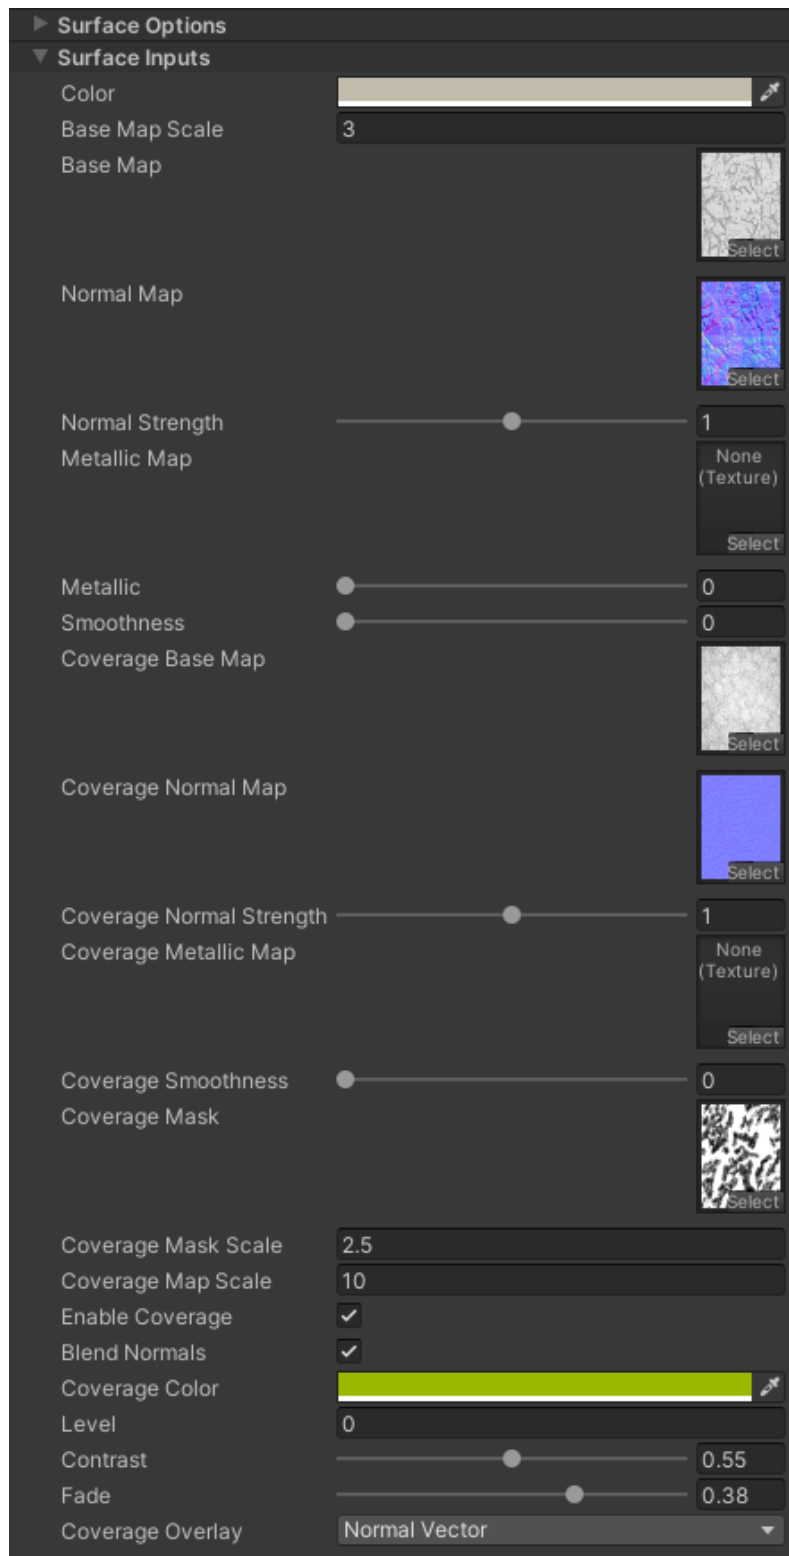 Surface Options
Surface Inputs
Color
Base Map Scale 3
Base Map
Select
Normal Map
Select
Normal Strength 1
Metallic Map None
(Texture)
Select
Metallic 0
Smoothness 0
Coverage Base Map
Select
Coverage Normal Map
Select
Coverage Normal Strength 1
Coverage Metallic Map None
(Texture)
Select
Coverage Smoothness 0
Coverage Mask
Select
Coverage Mask Scale 2.5
Coverage Map Scale 10
Enable Coverage
Blend Normals
Coverage Color
Level 0
Contrast 0.55
Fade 0.38
Coverage Overlay Normal Vector